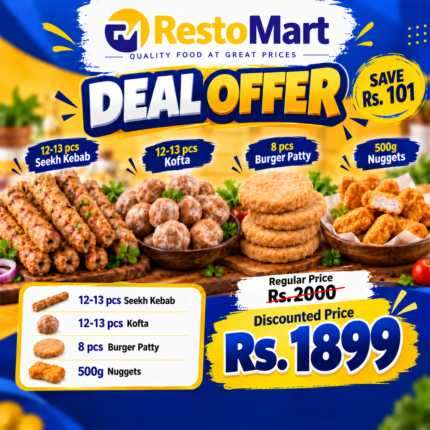 RestoMart
QUALITY FOOD AT GREAT PRICES
DEAL OFFER
SAVE
Rs. 101
12-13 pcs
Seekh Kebab
12-13 pcs
Kofta
8 pcs
Burger Patty
500g
Nuggets
12-13 pcs Seekh Kebab
12-13 pcs Kofta
8 pcs Burger Patty
500g Nuggets
Regular Price
Rs. 2000
Discounted Price
Rs. 1899